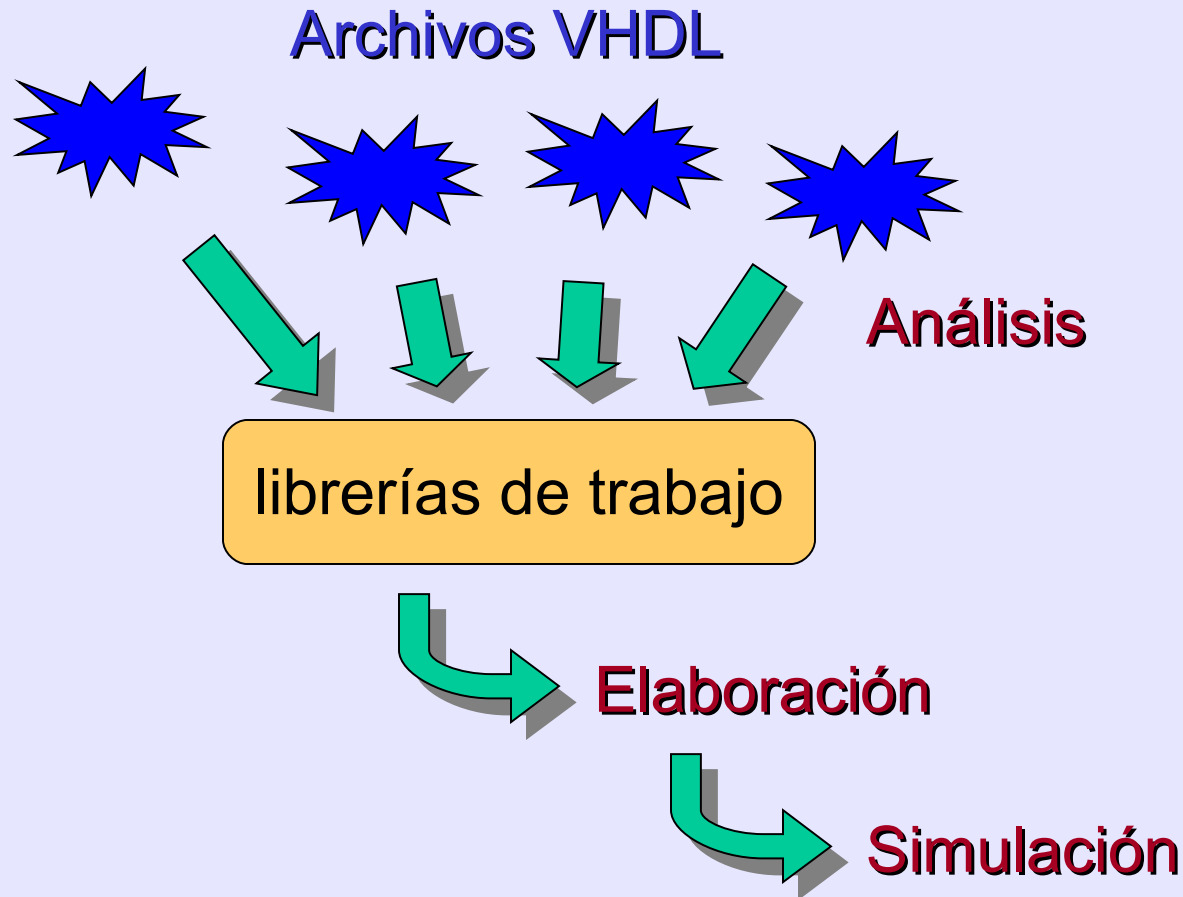 Archivos VHDL
Análisis
librerías de trabajo
Elaboración
Simulación